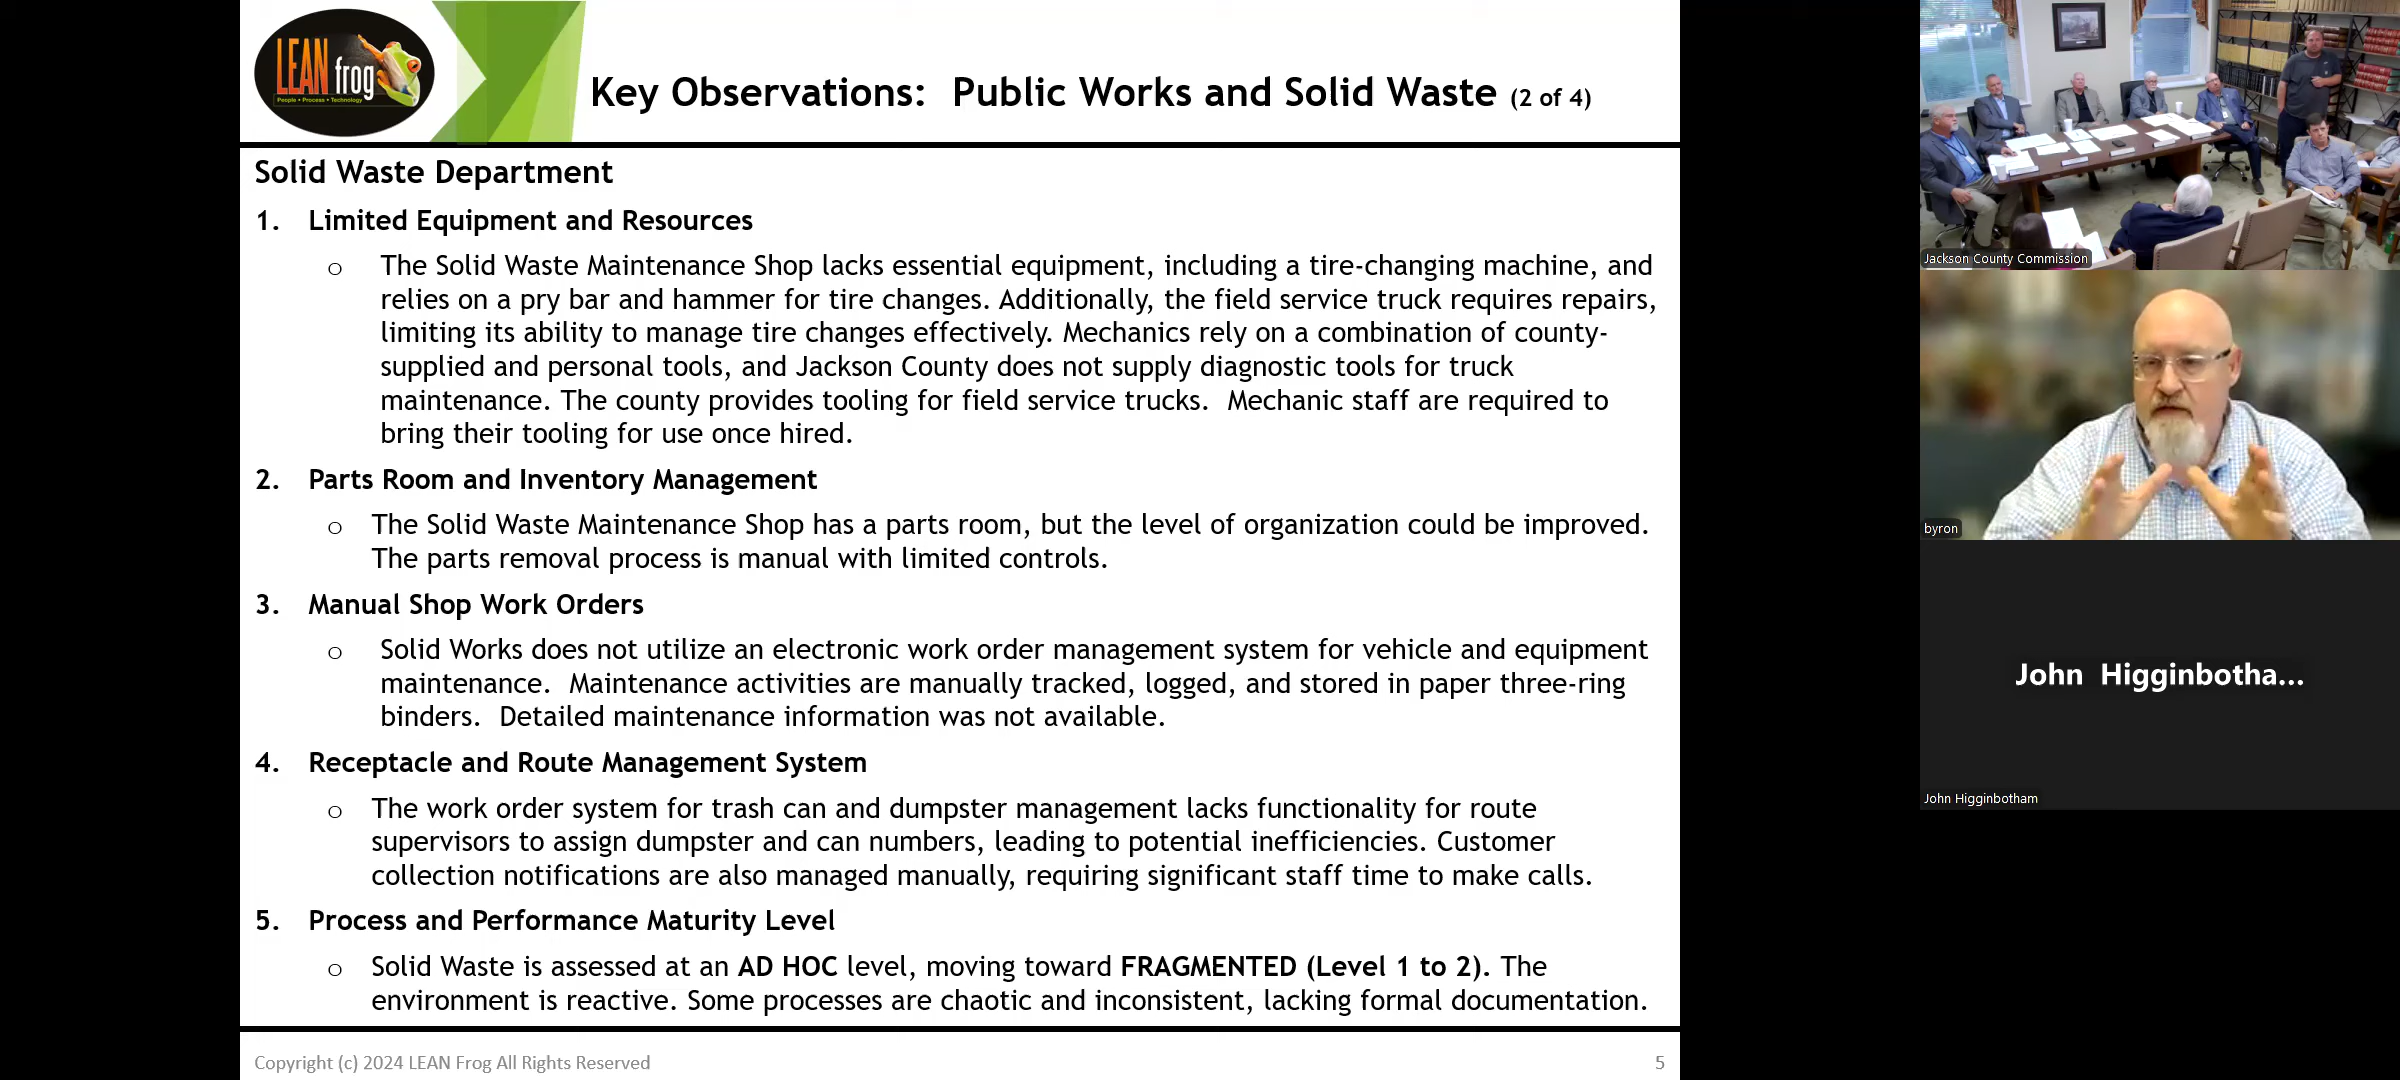 LEAN frog
People • Process • Technology
Key Observations:  Public Works and Solid Waste (2 of 4)
Solid Waste Department
1. Limited Equipment and Resources
o The Solid Waste Maintenance Shop lacks essential equipment, including a tire-changing machine, and
relies on a pry bar and hammer for tire changes. Additionally, the field service truck requires repairs,
limiting its ability to manage tire changes effectively. Mechanics rely on a combination of county-
supplied and personal tools, and Jackson County does not supply diagnostic tools for truck
maintenance. The county provides tooling for field service trucks.  Mechanic staff are required to
bring their tooling for use once hired.
2. Parts Room and Inventory Management
o The Solid Waste Maintenance Shop has a parts room, but the level of organization could be improved.
The parts removal process is manual with limited controls.
3. Manual Shop Work Orders
o Solid Works does not utilize an electronic work order management system for vehicle and equipment
maintenance.  Maintenance activities are manually tracked, logged, and stored in paper three-ring
binders.  Detailed maintenance information was not available.
4. Receptacle and Route Management System
o The work order system for trash can and dumpster management lacks functionality for route
supervisors to assign dumpster and can numbers, leading to potential inefficiencies. Customer
collection notifications are also managed manually, requiring significant staff time to make calls.
5. Process and Performance Maturity Level
o Solid Waste is assessed at an AD HOC level, moving toward FRAGMENTED (Level 1 to 2). The
environment is reactive. Some processes are chaotic and inconsistent, lacking formal documentation.
Copyright (c) 2024 LEAN Frog All Rights Reserved
5
Jackson County Commission
byron
John  Higginbotha...
John Higginbotham